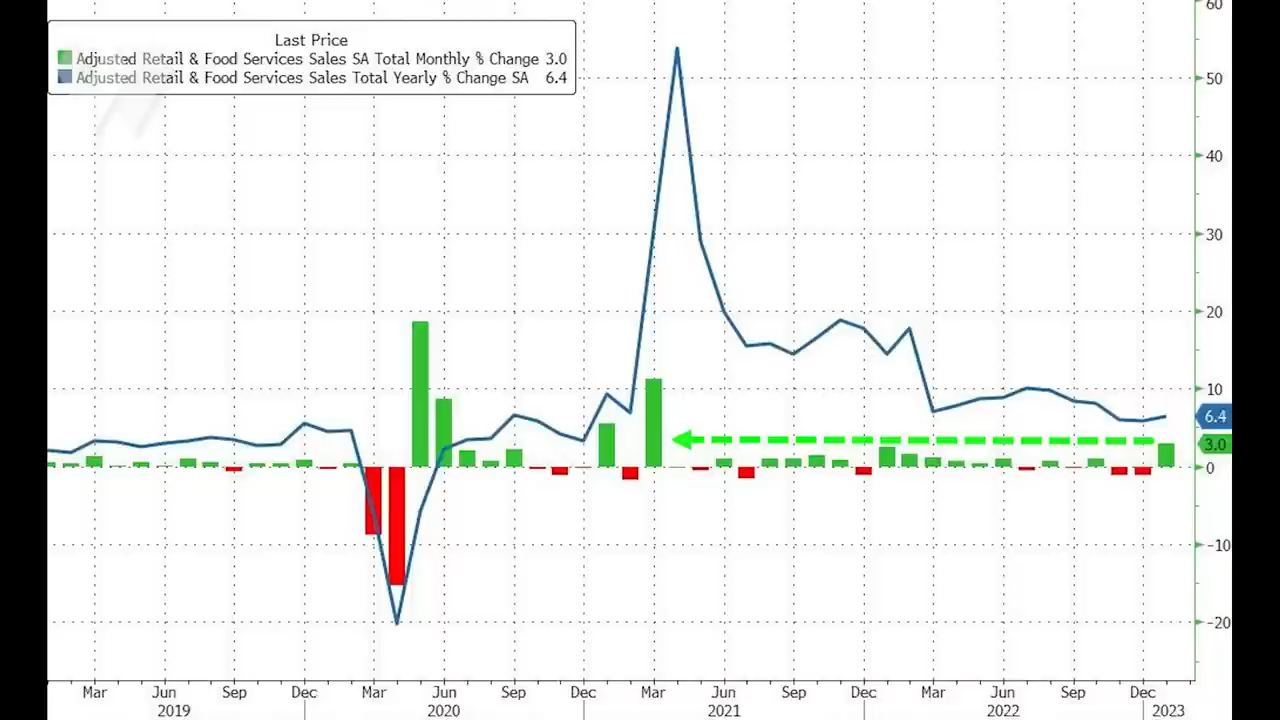 Last Price
Adjusted Retail & Food Services Sales SA Total Monthly % Change 3.0
Adjusted Retail & Food Services Sales Total Yearly % Change SA 6.4
60
50
40
30
20
10
6.4
3.0
0
-10
-20
Mar Jun Sep Dec Mar Jun Sep Dec Mar Jun Sep Dec Mar Jun Sep Dec
2019 2020 2021 2022 2023